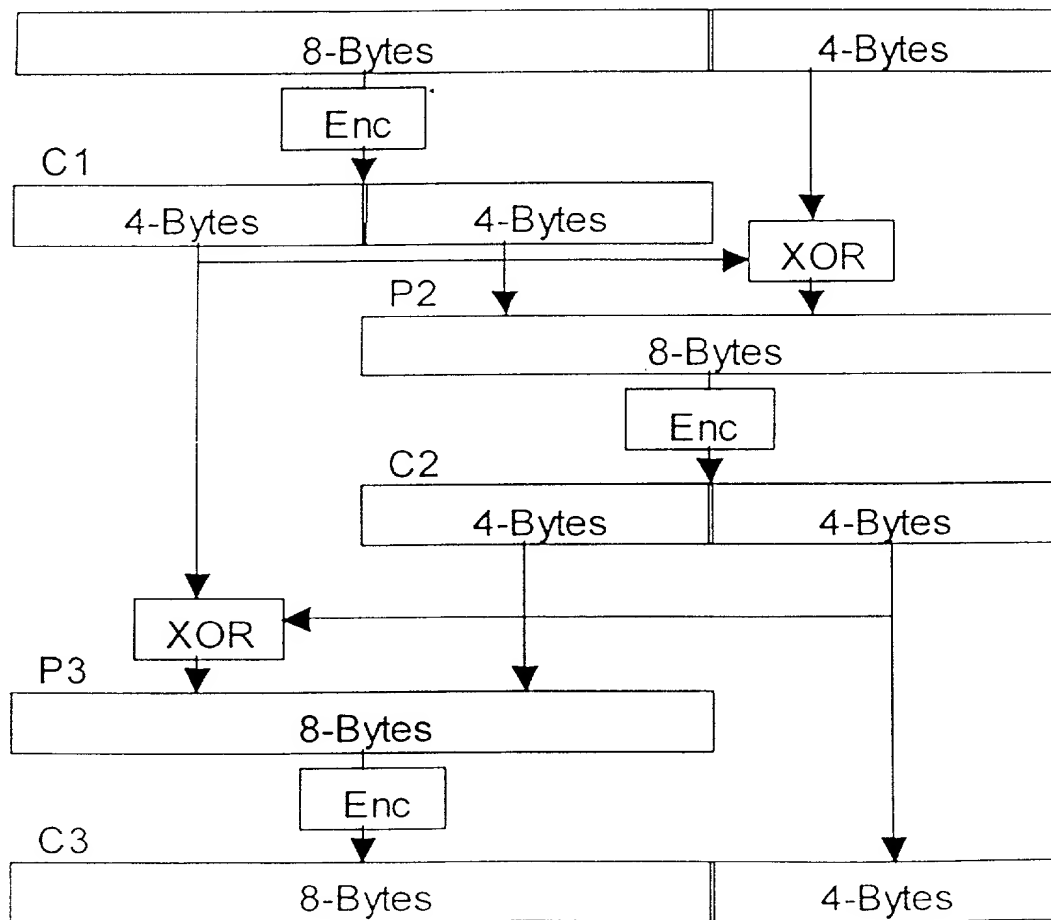 8-Bytes 4-Bytes
Enc
C1
4-Bytes 4-Bytes
XOR
P2
8-Bytes
Enc
C2
4-Bytes 4-Bytes
XOR
P3
8-Bytes
Enc
C3
8-Bytes 4-Bytes